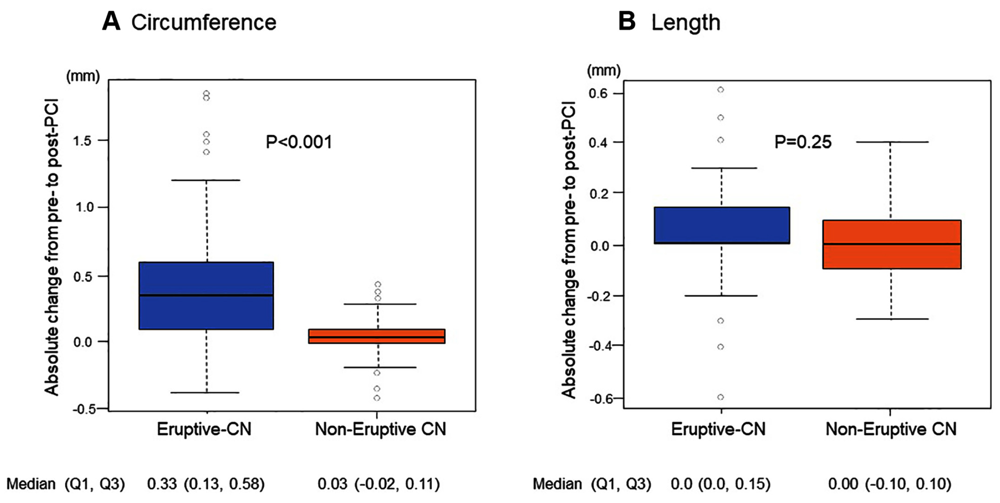 A Circumference
(mm)
Absolute change from pre- to post-PCI
1.5
1.0
0.5
0.0
-0.5
P<0.001
Eruptive-CN
Non-Eruptive CN
Median (Q1, Q3) 0.33 (0.13, 0.58) 0.03 (-0.02, 0.11)
B Length
(mm)
Absolute change from pre- to post-PCI
0.6
0.4
0.2
0.0
-0.2
-0.4
-0.6
P=0.25
Eruptive-CN
Non-Eruptive CN
Median (Q1, Q3) 0.0 (0.0, 0.15) 0.00 (-0.10, 0.10)